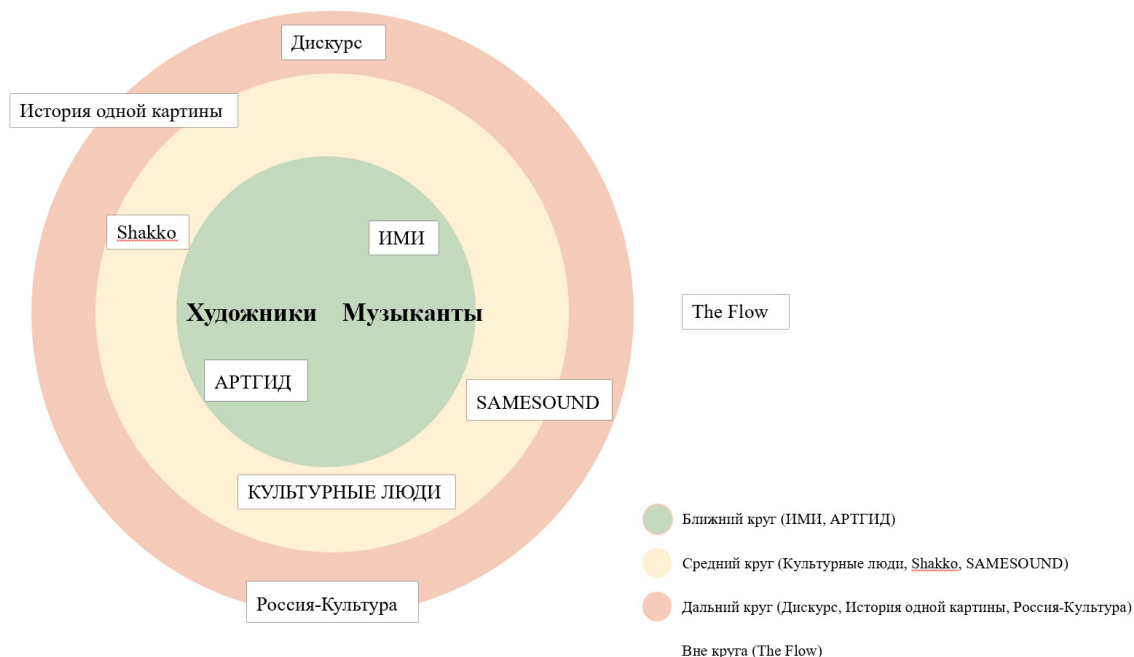 Дискурс
История одной картины
Shakko
ИМИ
Художники Музыканты
The Flow
АРТГИД
SAMESOUND
КУЛЬТУРНЫЕ ЛЮДИ
Россия-Культура
Ближний круг (ИМИ, АРТГИД)
Средний круг (Культурные люди, Shakko, SAMESOUND)
Дальний круг (Дискурс, История одной картины, Россия-Культура)
Вне круга (The Flow)